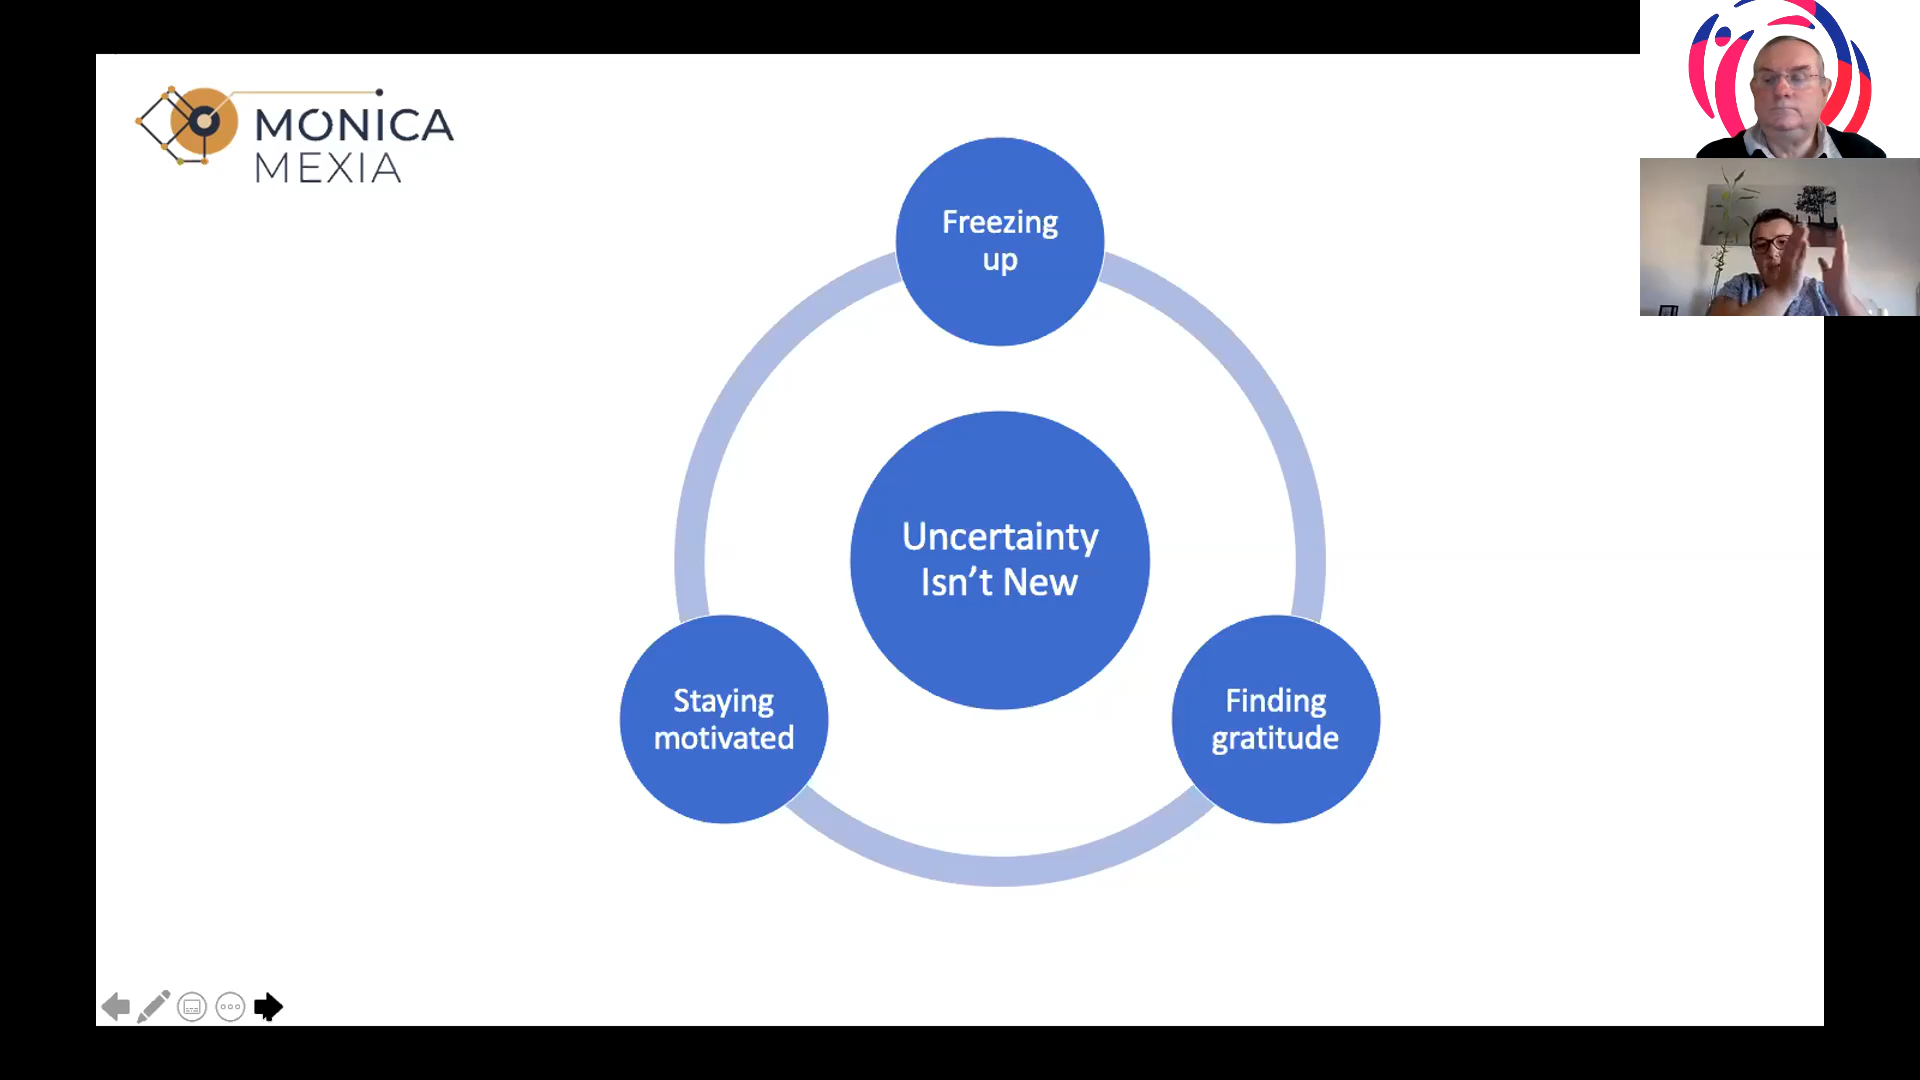 MONICA
MEXIA
Freezing
up
Uncertainty
Isn’t New
Staying
motivated
Finding
gratitude